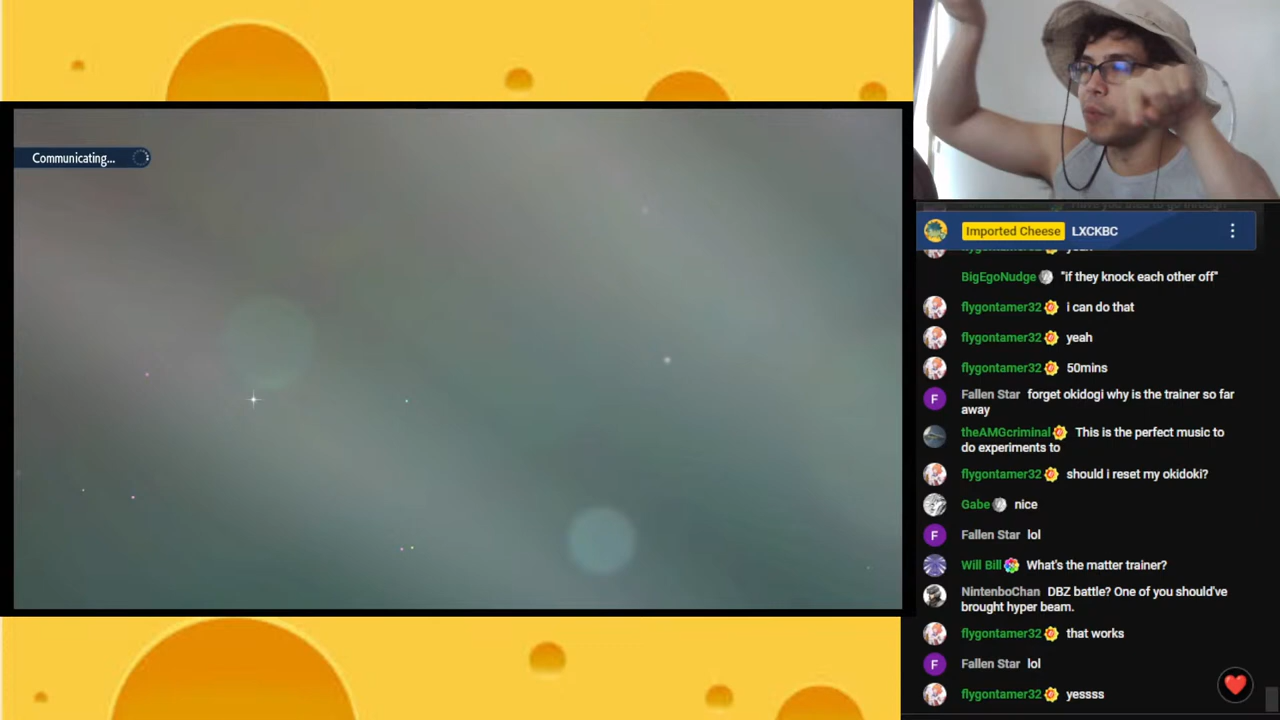 Communicating...
Imported Cheese LXCKBC
BigEgoNudge "if they knock each other off"
flygontamer32 i can do that
flygontamer32 yeah
flygontamer32 50mins
Fallen Star forget okidogi why is the trainer so far
away
theAMGcriminal This is the perfect music to
do experiments to
flygontamer32 should i reset my okidoki?
Gabe nice
Fallen Star lol
Will Bill What's the matter trainer?
NintenboChan DBZ battle? One of you should've
brought hyper beam.
flygontamer32 that works
Fallen Star lol
flygontamer32 yessss